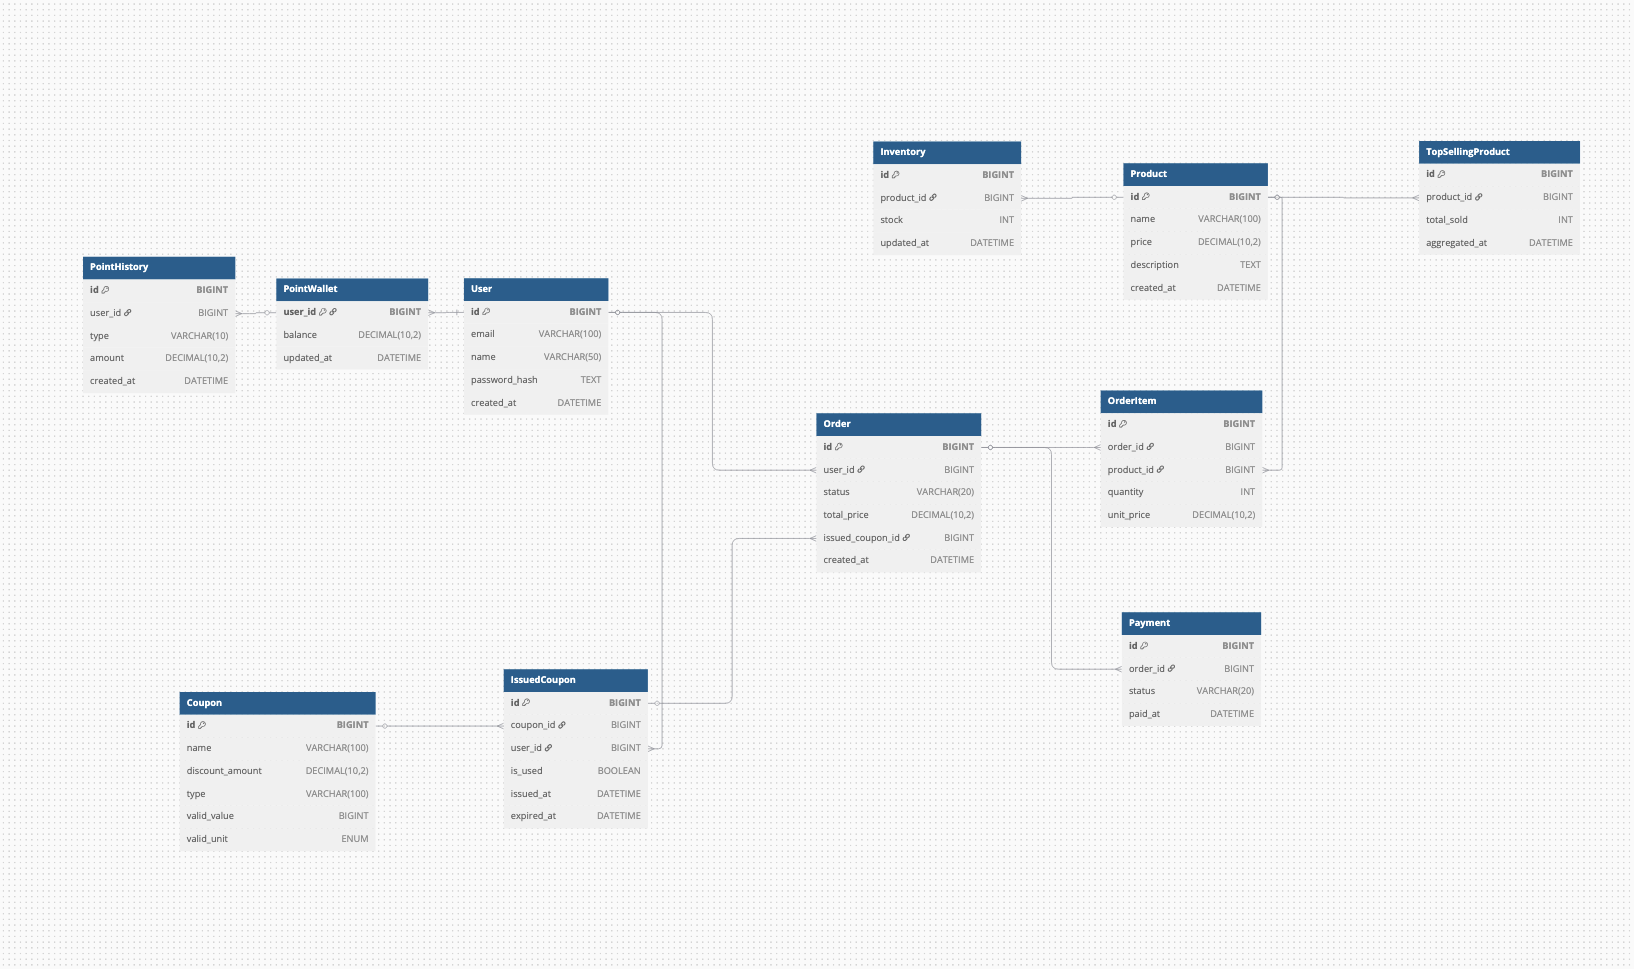 Inventory
id BIGINT
product_id BIGINT
stock INT
updated_at DATETIME
Product
id BIGINT
name VARCHAR(100)
price DECIMAL(10,2)
description TEXT
created_at DATETIME
TopSellingProduct
id BIGINT
product_id BIGINT
total_sold INT
aggregated_at DATETIME
PointHistory
id BIGINT
user_id BIGINT
type VARCHAR(10)
amount DECIMAL(10,2)
created_at DATETIME
PointWallet
user_id BIGINT
balance DECIMAL(10,2)
updated_at DATETIME
User
id BIGINT
email VARCHAR(100)
name VARCHAR(50)
password_hash TEXT
created_at DATETIME
Order
id BIGINT
user_id BIGINT
status VARCHAR(20)
total_price DECIMAL(10,2)
issued_coupon_id BIGINT
created_at DATETIME
OrderItem
id BIGINT
order_id BIGINT
product_id BIGINT
quantity INT
unit_price DECIMAL(10,2)
Payment
id BIGINT
order_id BIGINT
status VARCHAR(20)
paid_at DATETIME
Coupon
id BIGINT
name VARCHAR(100)
discount_amount DECIMAL(10,2)
type VARCHAR(100)
valid_value BIGINT
valid_unit ENUM
IssuedCoupon
id BIGINT
coupon_id BIGINT
user_id BIGINT
is_used BOOLEAN
issued_at DATETIME
expired_at DATETIME